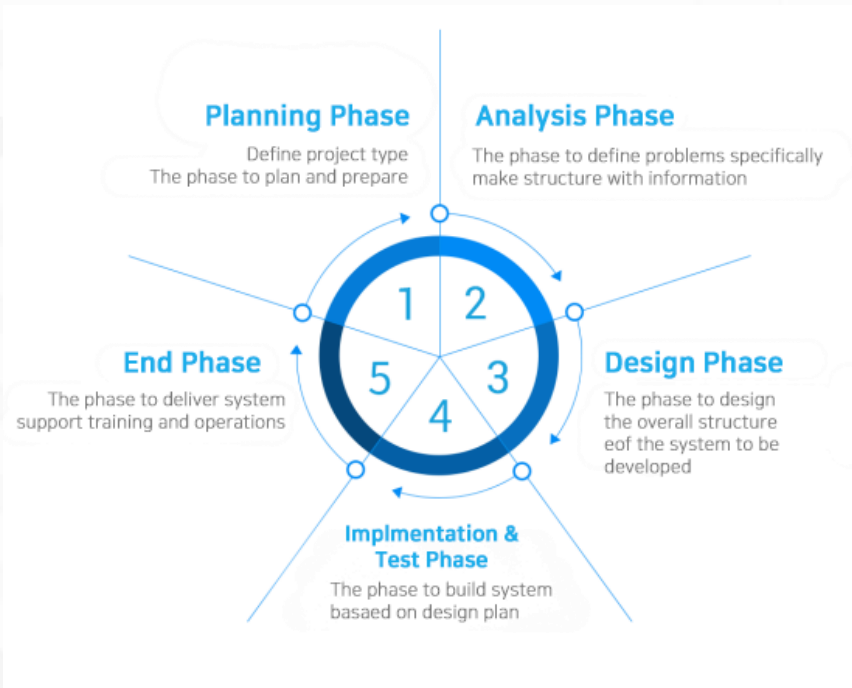 Planning Phase
Define project type
The phase to plan and prepare
Analysis Phase
The phase to define problems specifically
make structure with information
1
2
3
4
5
Design Phase
The phase to design
the overall structure
eof the system to be
developed
Implmentation &
Test Phase
The phase to build system
basaed on design plan
End Phase
The phase to deliver system
support training and operations